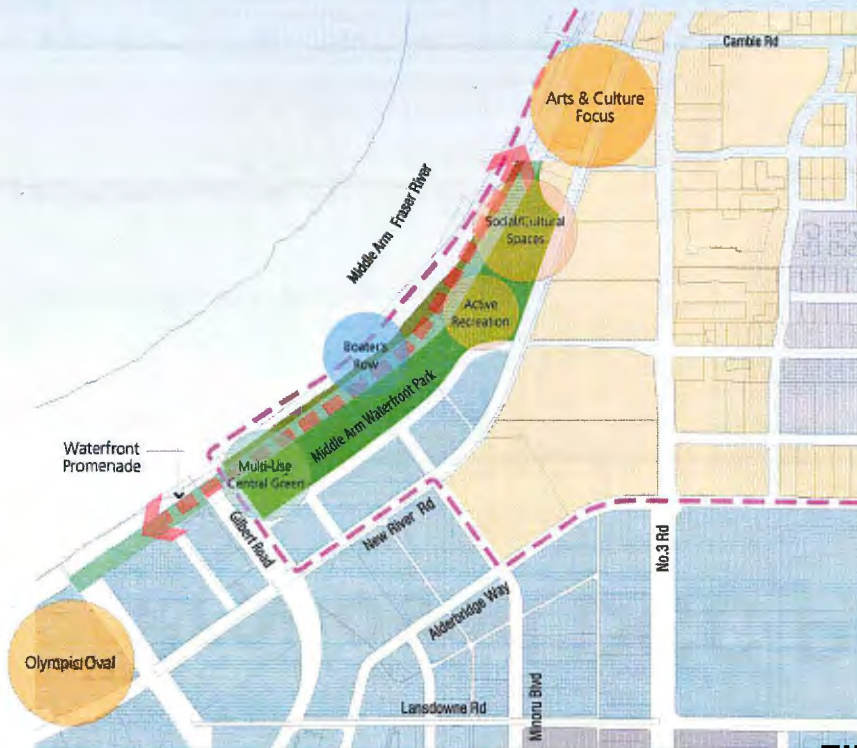 Cambie Rd
Arts & Culture
Focus
Middle Arm Fraser River
Social/Cultural
Spaces
Active
Recreation
Boater's
Row
Middle Arm Waterfront Park
Waterfront
Promenade
Multi-Use
Central Green
Gilbert Road
New River Rd
No.3 Rd
Alderbridge Way
Olympic Oval
Lansdowne Rd
Minoru Blvd